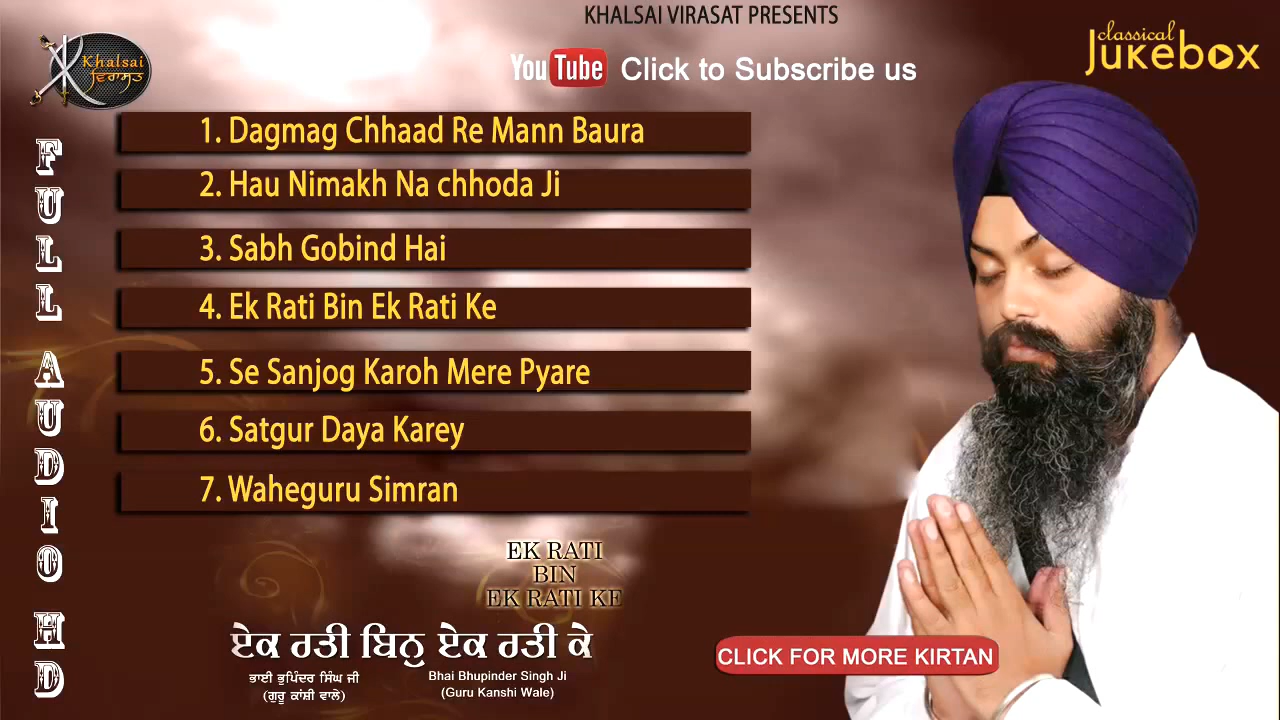 KHALSAI VIRASAT PRESENTS
Khalsai
ਵਿਰਾਸਤ
YouTube Click to Subscribe us
classical
Jukebox
FULL AUDIO HD
1. Dagmag Chhaad Re Mann Baura
2. Hau Nimakh Na chhoda Ji
3. Sabh Gobind Hai
4. Ek Rati Bin Ek Rati Ke
5. Se Sanjog Karoh Mere Pyare
6. Satgur Daya Karey
7. Waheguru Simran
EK RATI
BIN
EK RATI KE
ਏਕ ਰਤੀ ਬਿਨੁ ਏਕ ਰਤੀ ਕੇ
ਭਾਈ ਭੁਪਿੰਦਰ ਸਿੰਘ ਜੀ
(ਗੁਰੂ ਕਾਂਸ਼ੀ ਵਾਲੇ)
Bhai Bhupinder Singh Ji
(Guru Kanshi Wale)
CLICK FOR MORE KIRTAN